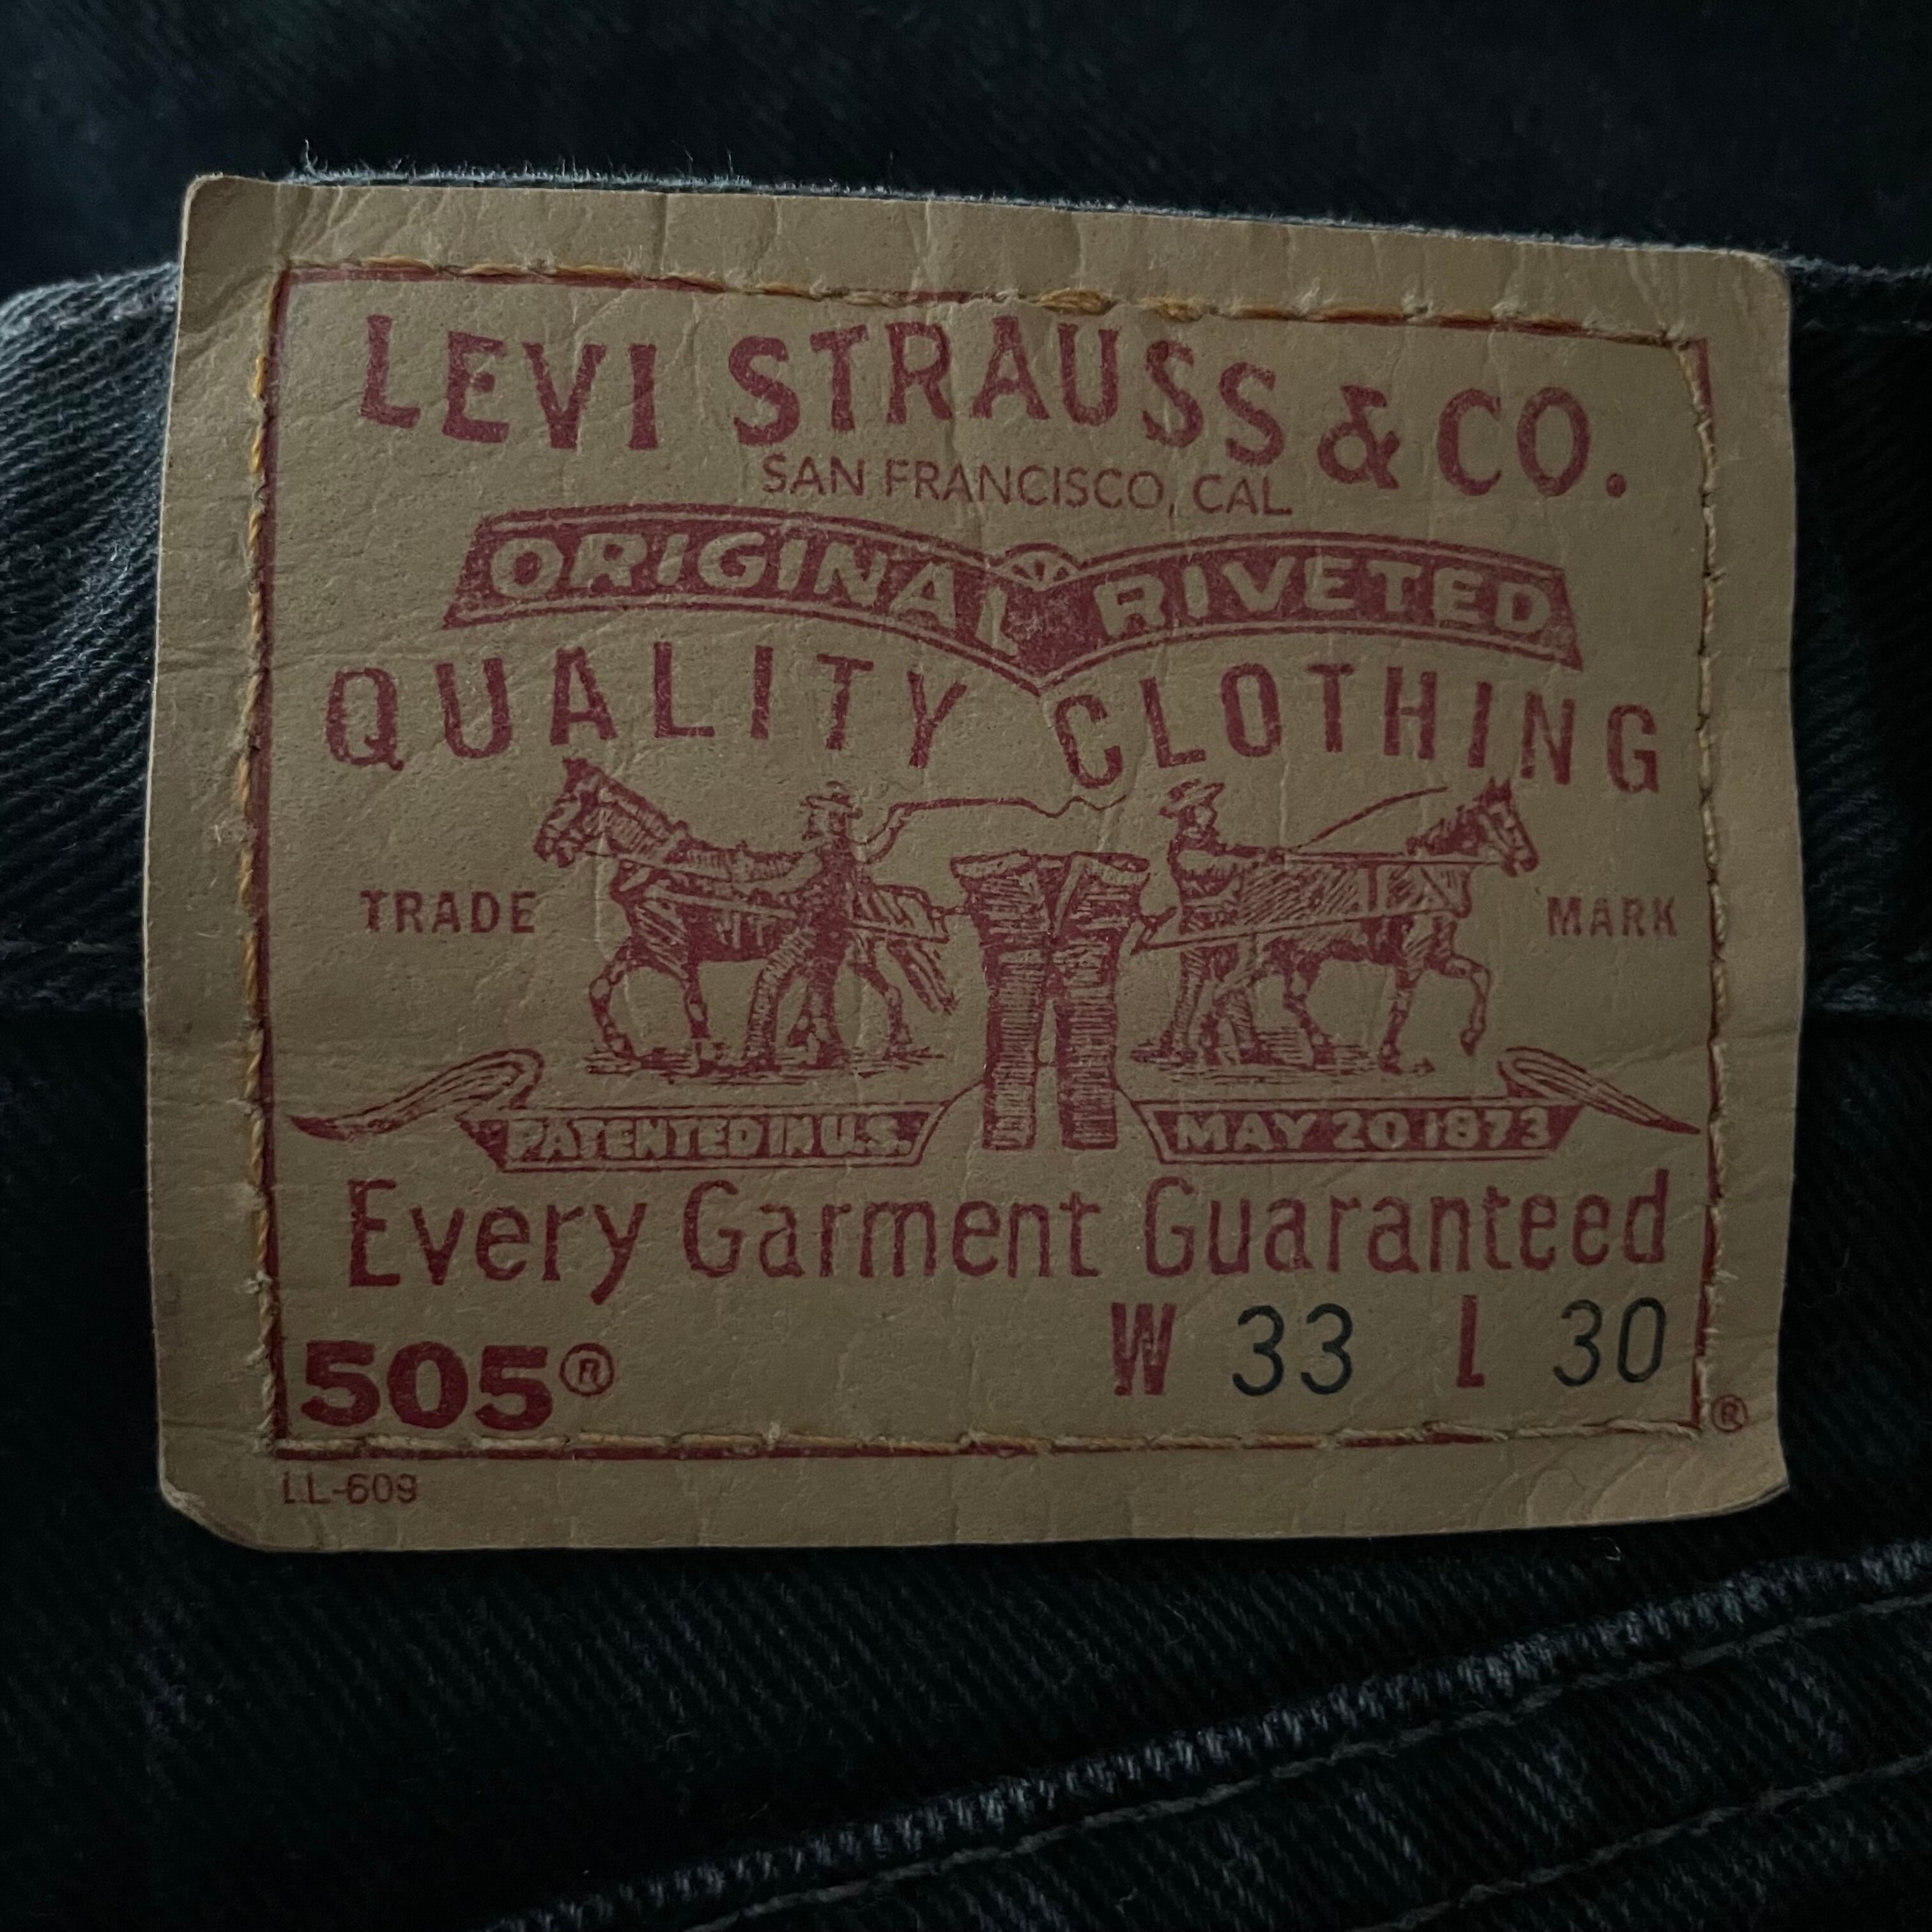 LEVI STRAUSS & CO.
SAN FRANCISCO, CAL
ORIGINAL RIVETED
QUALITY CLOTHING
TRADE MARK
PATENTED IN U.S. MAY 20 1873
Every Garment Guaranteed
W 33 L 30
505®
®
LL-609